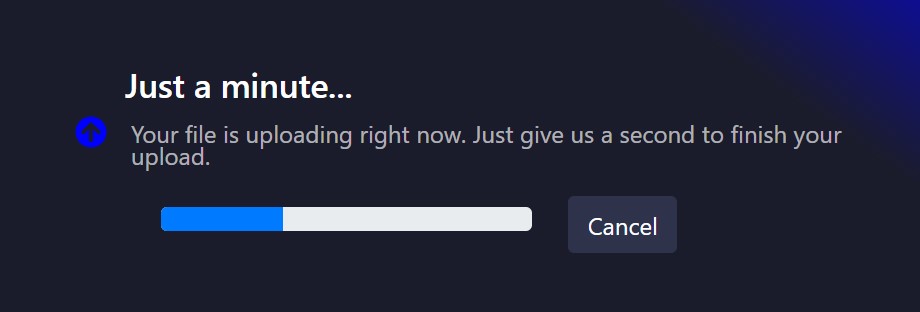 Just a minute...
Your file is uploading right now. Just give us a second to finish your
upload.
Cancel